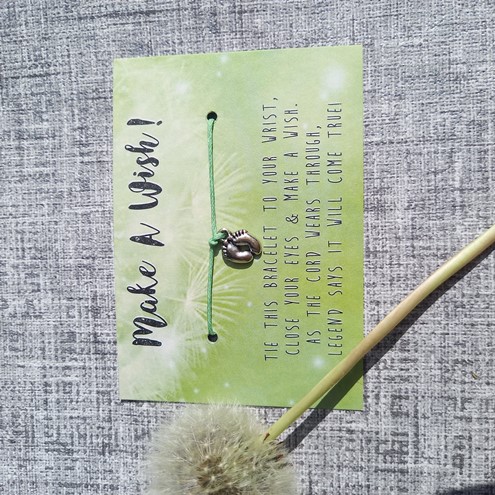 Make A Wish!
TIE THIS BRACELET TO YOUR WRIST,
CLOSE YOUR EYES & MAKE A WISH.
AS THE CORD WEARS THROUGH,
LEGEND SAYS IT WILL COME TRUE!